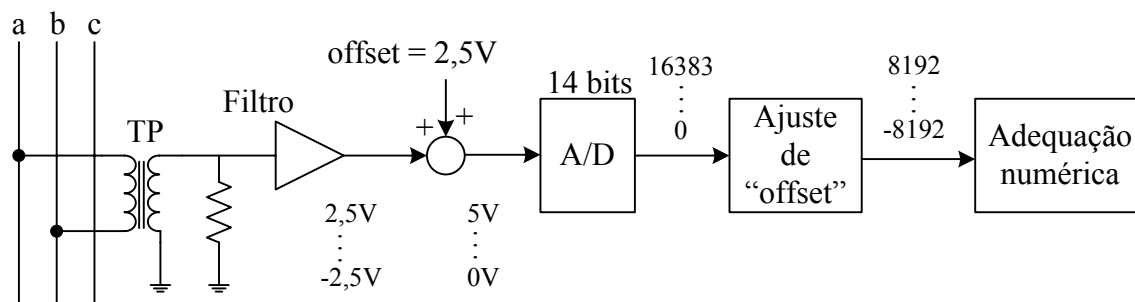 a b c
offset = 2,5V
Filtro
TP
+ +
14 bits
A/D
16383
0
Ajuste
de
“offset”
8192
-8192
Adequação
numérica
2,5V
-2,5V
5V
0V